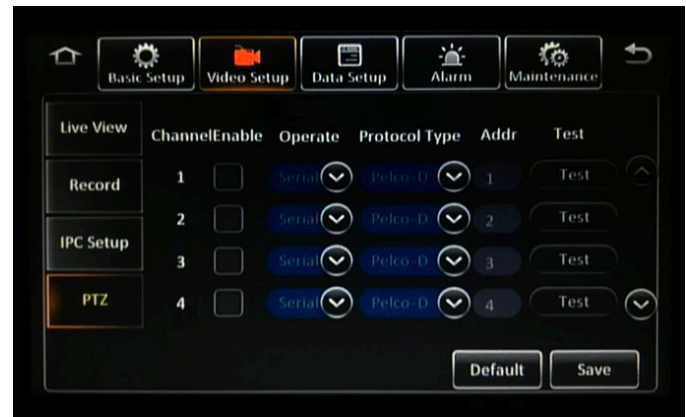 Basic Setup Video Setup Data Setup Alarm Maintenance
Live View
Record
IPC Setup
PTZ
ChannelEnable Operate Protocol Type Addr Test
1 Serial Pelco-D 1 Test
2 Serial Pelco-D 2 Test
3 Serial Pelco-D 3 Test
4 Serial Pelco-D 4 Test
Default Save